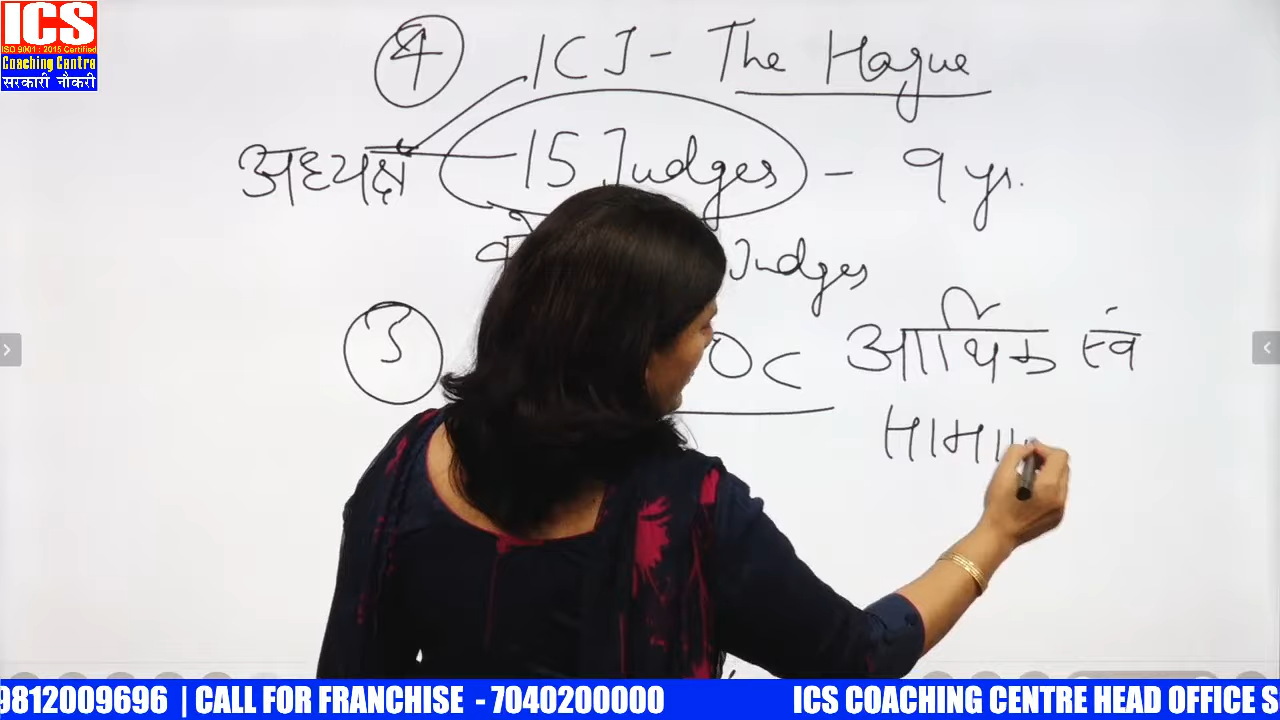 ICS
ISO 9001 : 2015 Certified
Coaching Centre
सरकारी नौकरी
4 ICJ - The Hague
अध्यक्ष 15 Judges - 9 yr.
Judges
3 OC आर्थिक एवं
सामा
9812009696 | CALL FOR FRANCHISE - 7040200000 ICS COACHING CENTRE HEAD OFFICE S